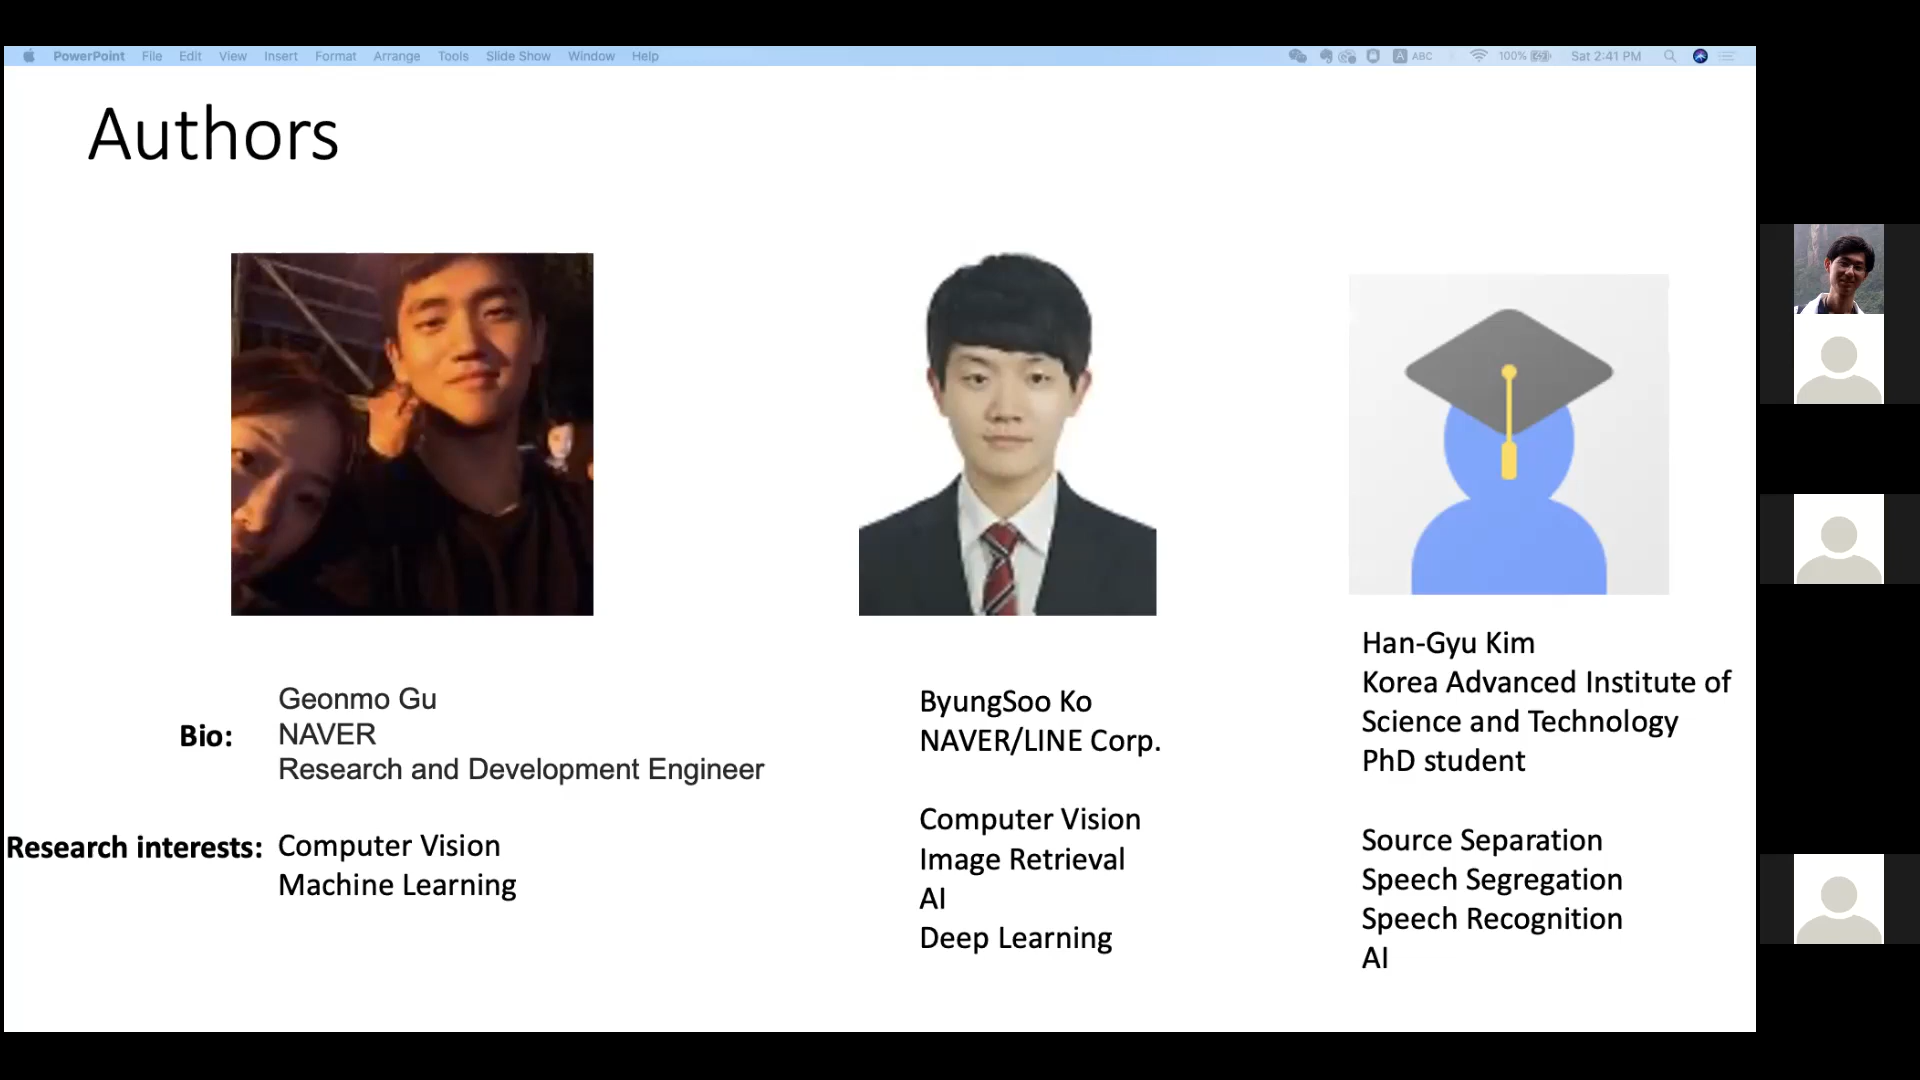 PowerPoint File Edit View Insert Format Arrange Tools Slide Show Window Help A ABC 100% Sat 2:41 PM
Authors
Bio:
Geonmo Gu
NAVER
Research and Development Engineer
Research interests:
Computer Vision
Machine Learning
ByungSoo Ko
NAVER/LINE Corp.
Computer Vision
Image Retrieval
AI
Deep Learning
Han-Gyu Kim
Korea Advanced Institute of
Science and Technology
PhD student
Source Separation
Speech Segregation
Speech Recognition
AI